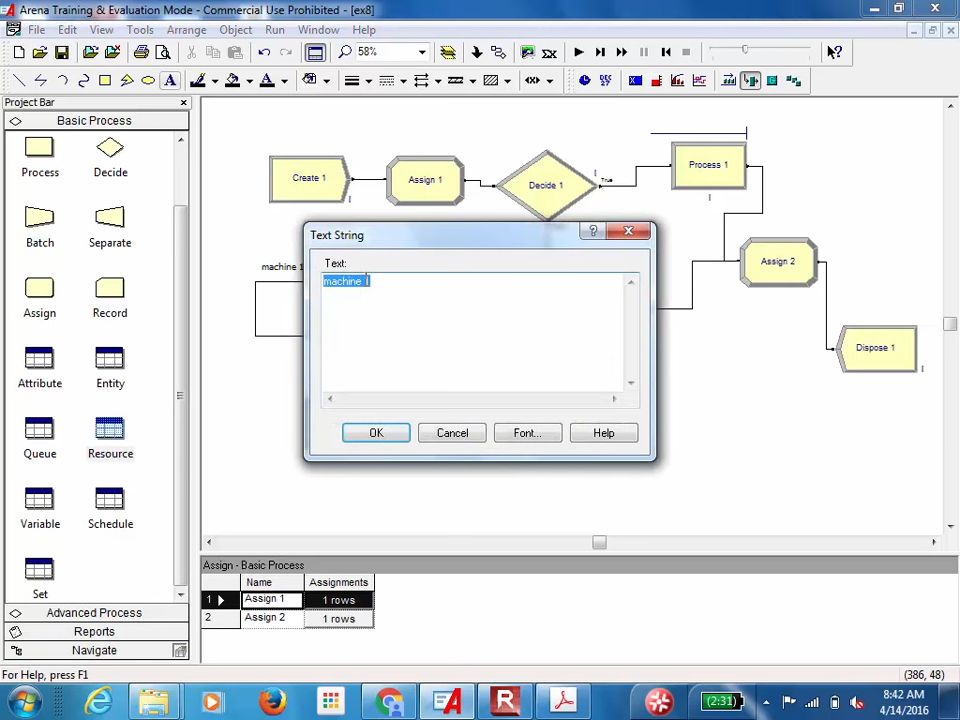 Arena Training & Evaluation Mode - Commercial Use Prohibited - [ex8]
File Edit View Tools Arrange Object Run Window Help
58%
Project Bar
Basic Process
Process Decide
Batch Separate
Assign Record
Attribute Entity
Queue Resource
Variable Schedule
Set
Advanced Process
Reports
Navigate
Create 1
Assign 1
Decide 1
True
Process 1
Assign 2
Dispose 1
machine 1
Text String
Text:
machine 1
OK Cancel Font... Help
Assign - Basic Process
Name Assignments
1 Assign 1 1 rows
2 Assign 2 1 rows
For Help, press F1
(386, 48)
(2:31)
8:42 AM
4/14/2016